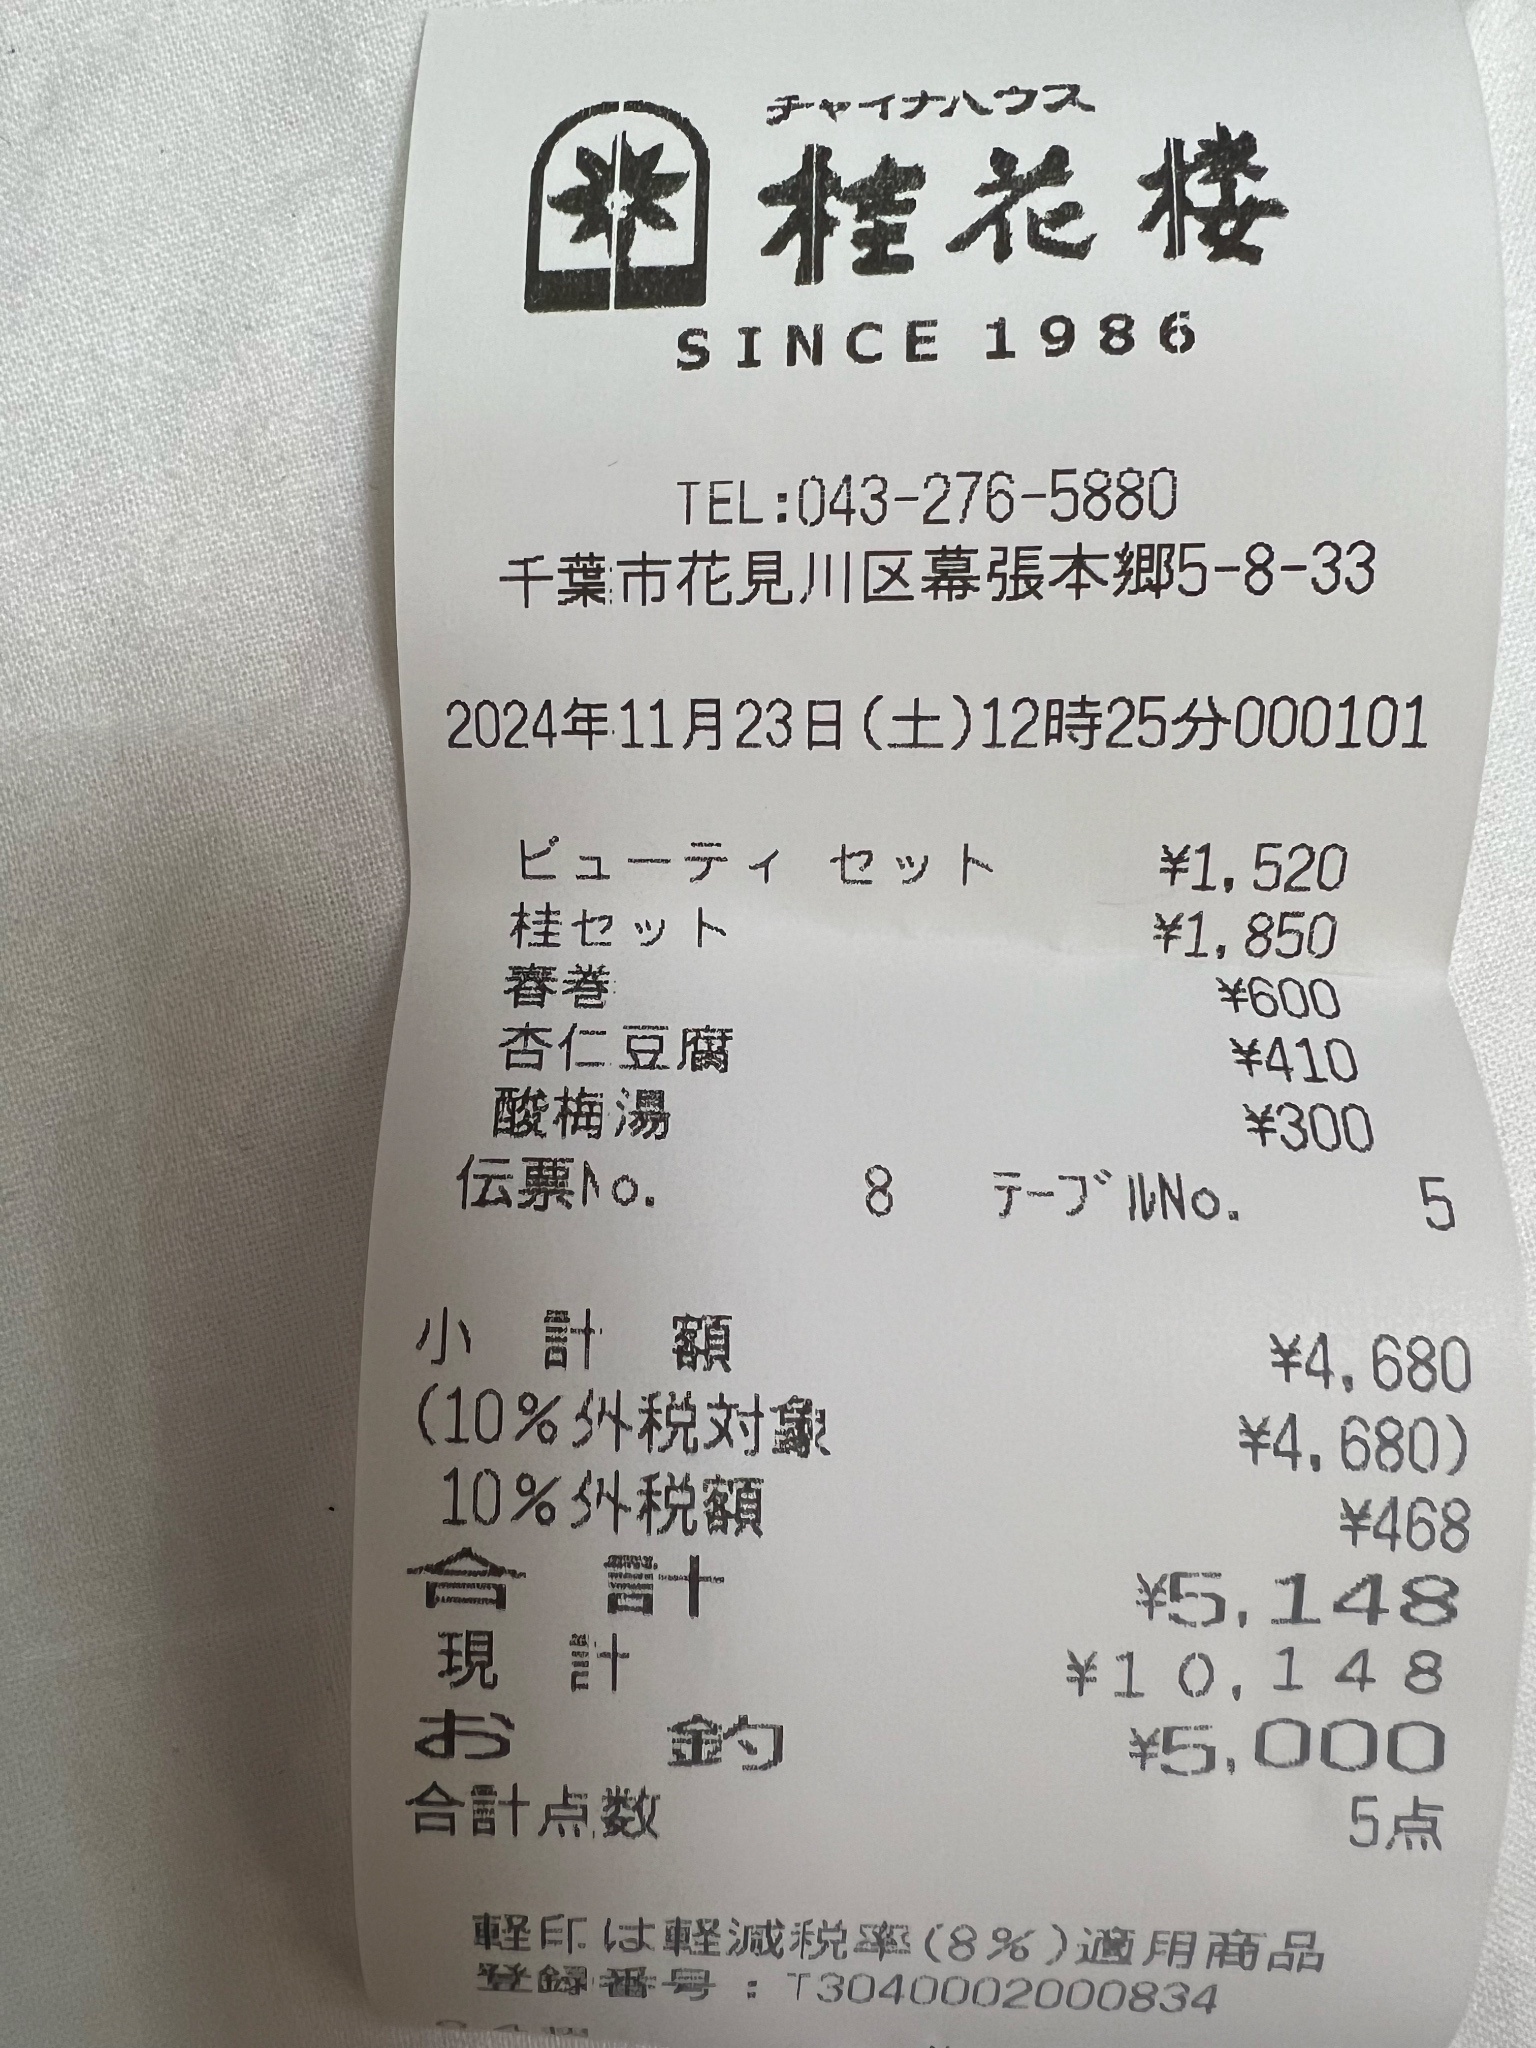 チャイナハウス
桂花楼
SINCE 1986
TEL:043-276-5880
千葉市花見川区幕張本郷5-8-33
2024年11月23日(土)12時25分000101
ビューティ セット ¥1,520
桂セット ¥1,850
春巻 ¥600
杏仁豆腐 ¥410
酸梅湯 ¥300
伝票No. 8 テーブルNo. 5
小 計 額 ¥4,680
(10%外税対象 ¥4,680)
10%外税額 ¥468
合 計 ¥5,148
現 計 ¥10,148
お 釣 ¥5,000
合計点数 5点
軽印は軽減税率(8%)適用商品
登録番号:T3040002000834